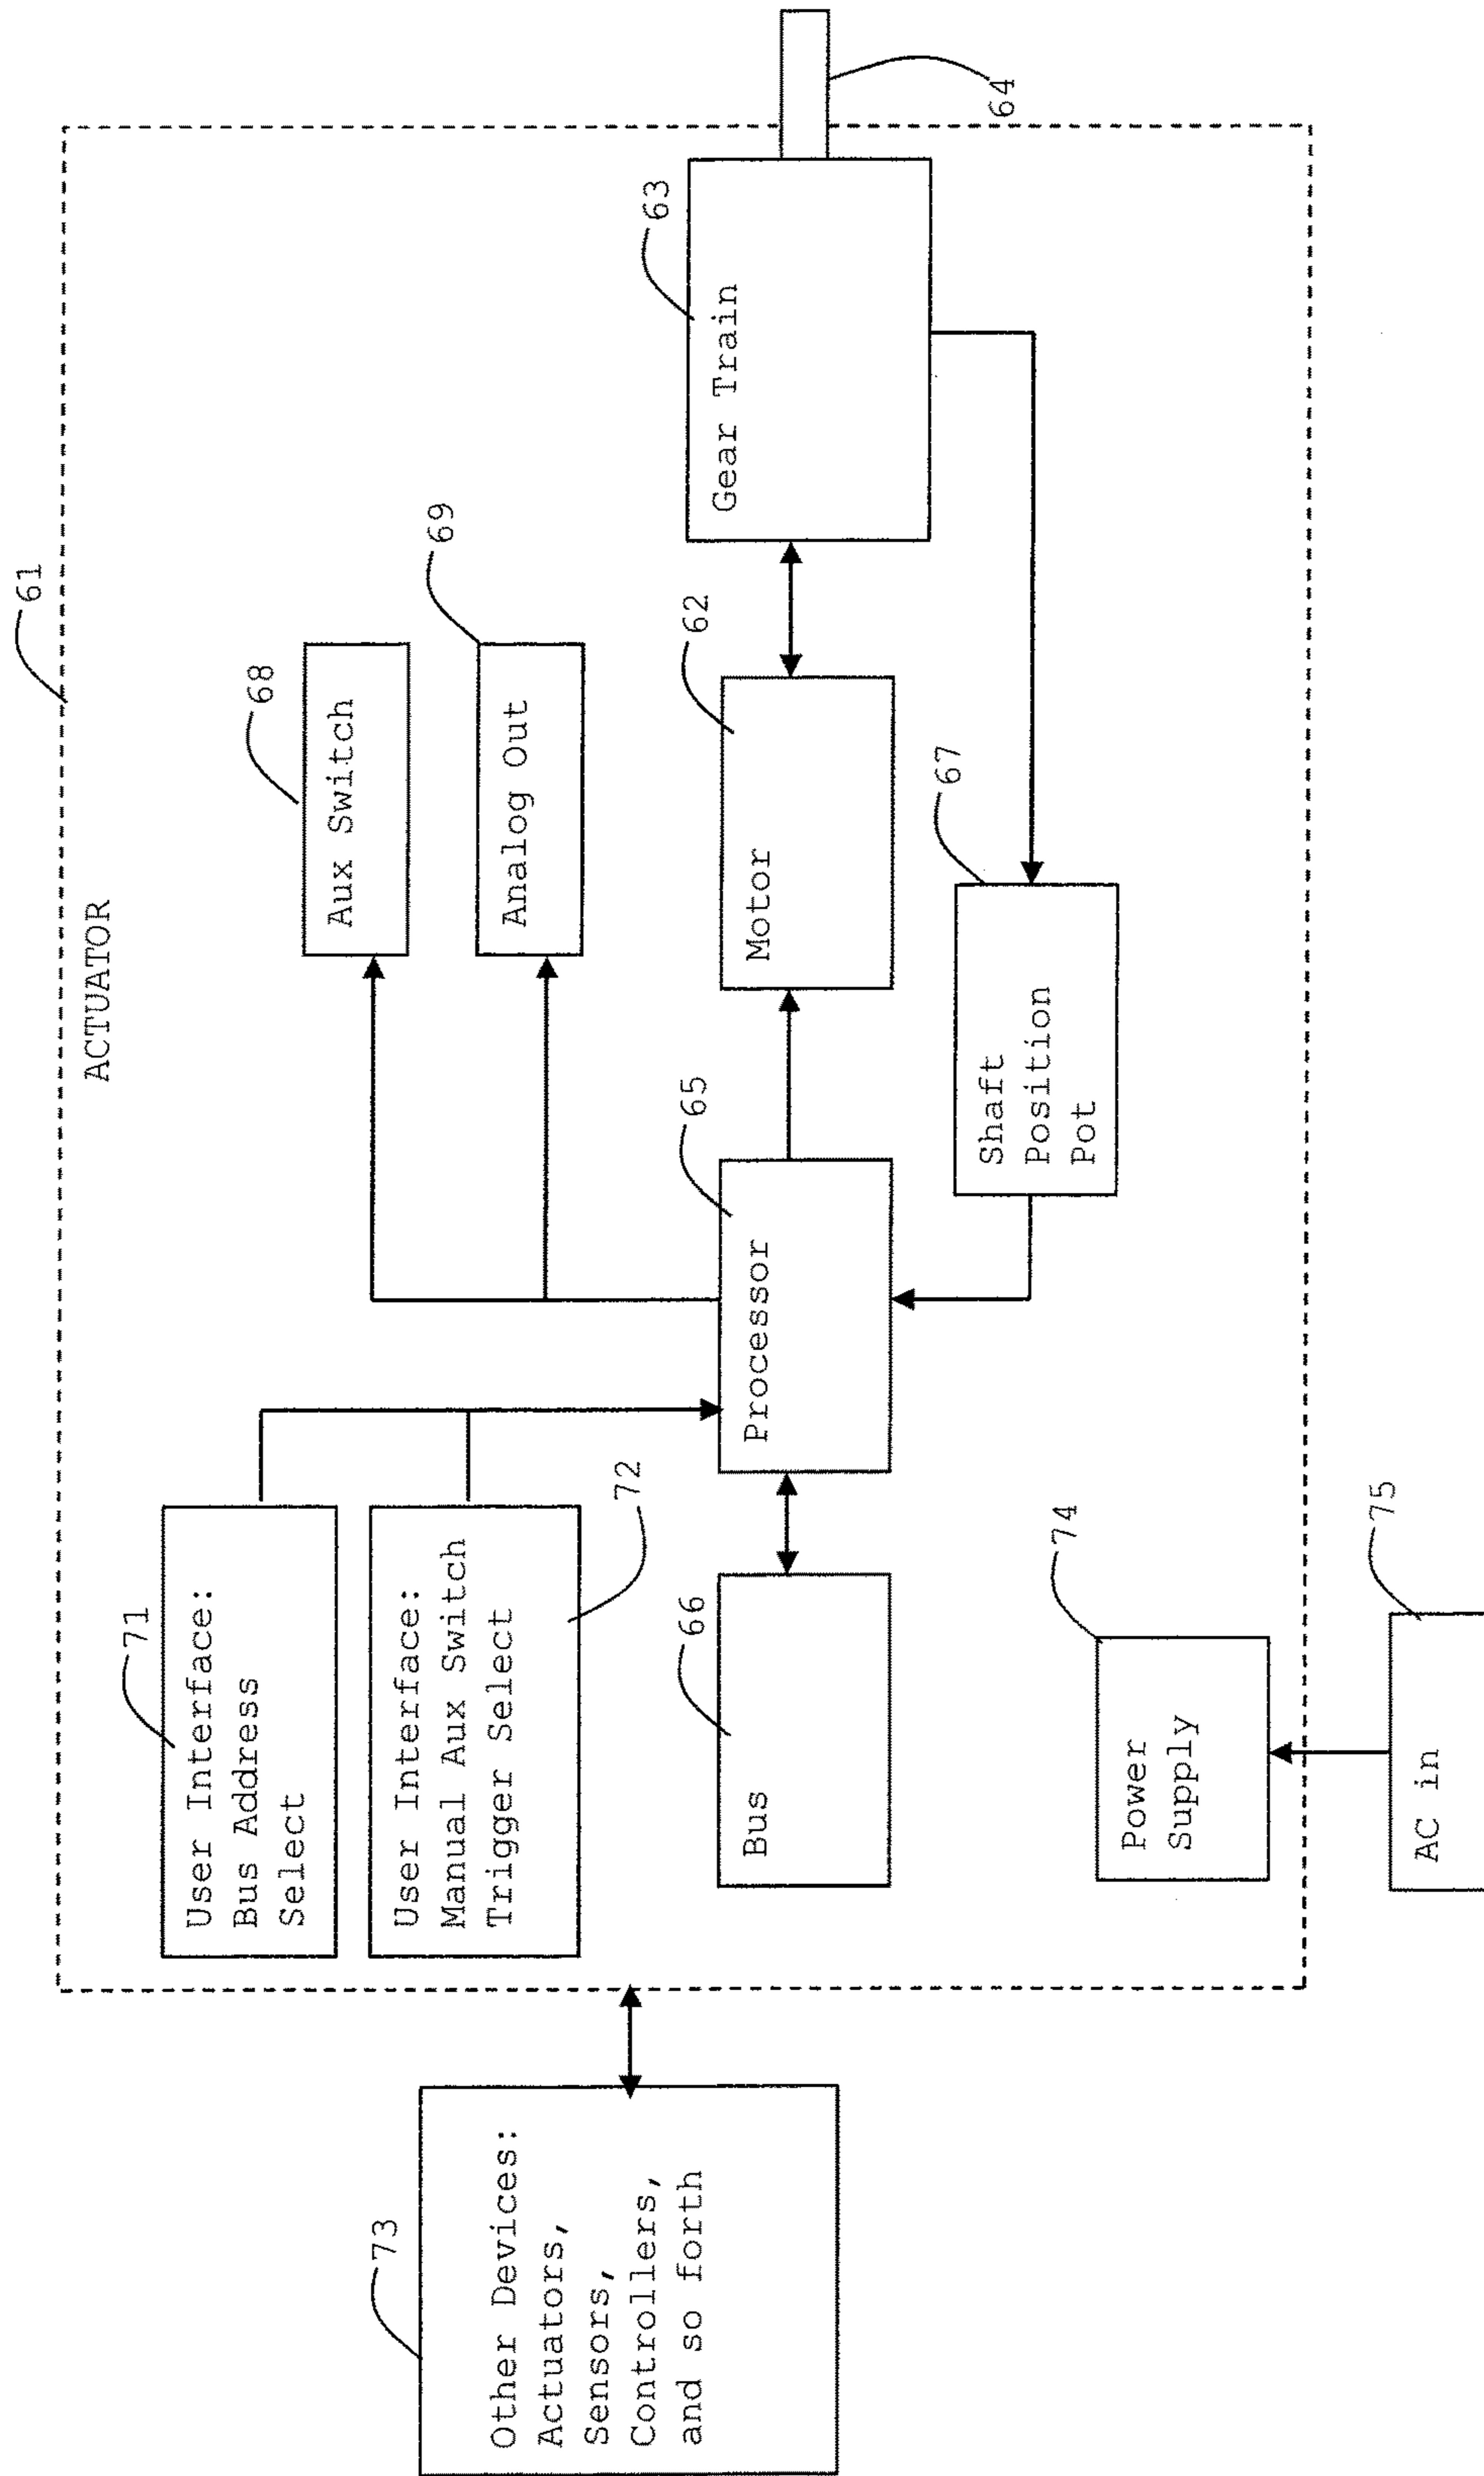 61
ACTUATOR
71
User Interface:
Bus Address
Select
68
Aux Switch
User Interface:
Manual Aux Switch
Trigger Select
72
69
Analog Out
73
Other Devices:
Actuators,
Sensors,
Controllers,
and so forth
66
Bus
65
Processor
62
Motor
63
Gear Train
64
67
Shaft
Position
Pot
74
Power
Supply
75
AC in